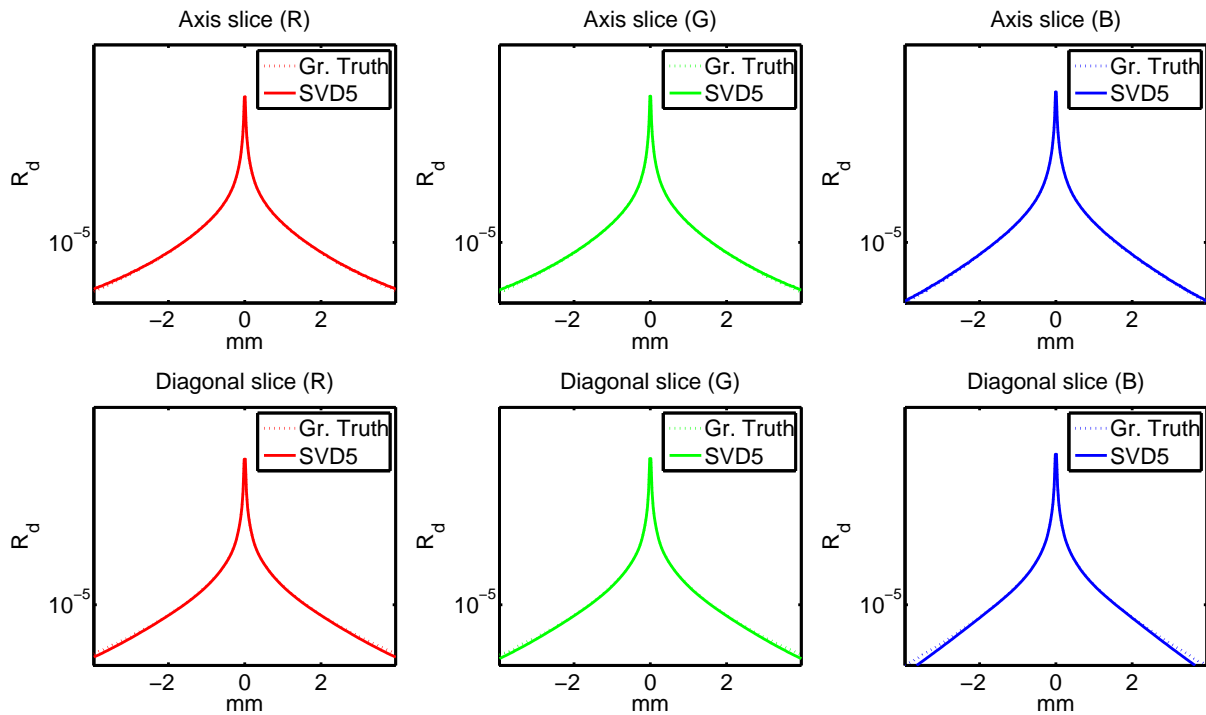 Axis slice (R)
Gr. Truth
SVD5
R_d
10^−5
−2 0 2
mm
Axis slice (G)
Gr. Truth
SVD5
R_d
10^−5
−2 0 2
mm
Axis slice (B)
Gr. Truth
SVD5
R_d
10^−5
−2 0 2
mm
Diagonal slice (R)
Gr. Truth
SVD5
R_d
10^−5
−2 0 2
mm
Diagonal slice (G)
Gr. Truth
SVD5
R_d
10^−5
−2 0 2
mm
Diagonal slice (B)
Gr. Truth
SVD5
R_d
10^−5
−2 0 2
mm